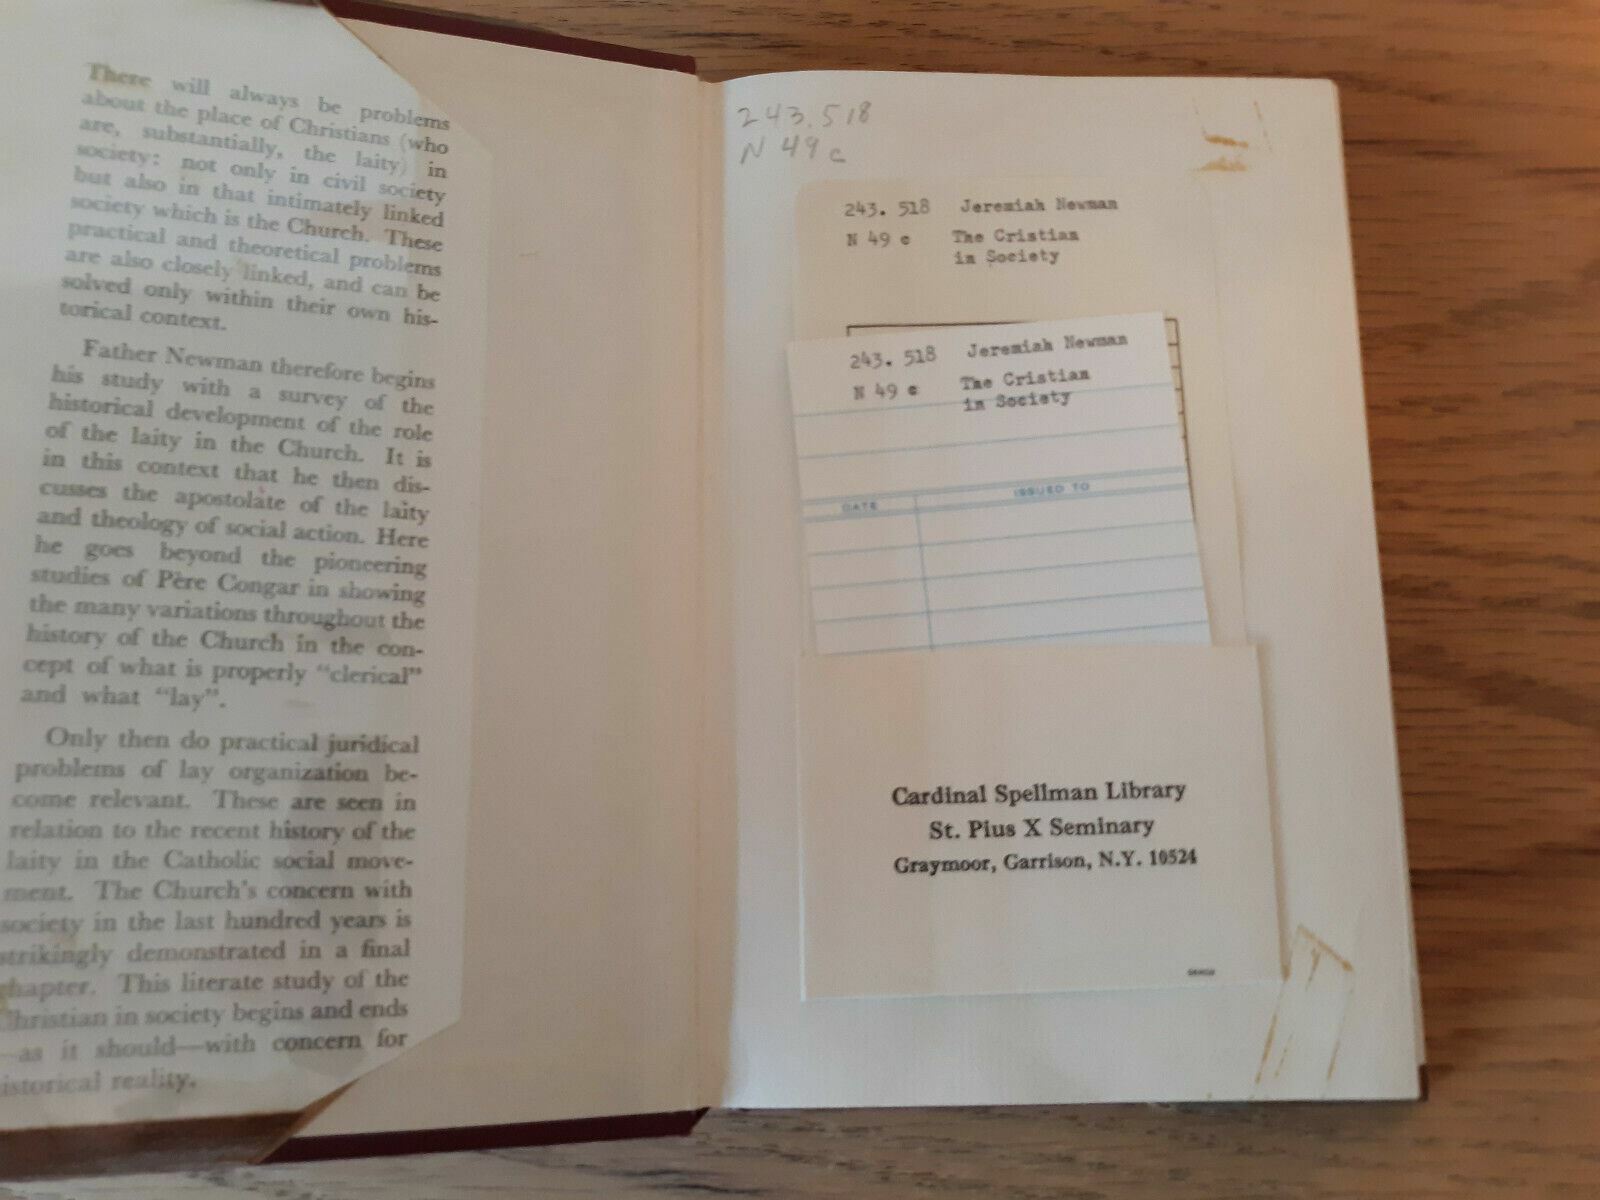 There will always be problems
about the place of Christians (who
are, substantially, the laity) in
society: not only in civil society
but also in that intimately linked
society which is the Church. These
practical and theoretical problems
are also closely linked, and can be
solved only within their own his-
torical context.
Father Newman therefore begins
his study with a survey of the
historical development of the role
of the laity in the Church. It is
in this context that he then dis-
cusses the apostolate of the laity
and theology of social action. Here
he goes beyond the pioneering
studies of Père Congar in showing
the many variations throughout the
history of the Church in the con-
cept of what is properly "clerical"
and what "lay".
Only then do practical juridical
problems of lay organization be-
come relevant. These are seen in
relation to the recent history of the
laity in the Catholic social move-
ment. The Church's concern with
society in the last hundred years is
strikingly demonstrated in a final
chapter. This literate study of the
Christian in society begins and ends
—as it should—with concern for
istorical reality.
243.518
N 49 c
243. 518 Jeremiah Newman
N 49 c The Cristian
in Society
243. 518 Jeremiah Newman
N 49 c The Cristian
in Society
DATE ISSUED TO
Cardinal Spellman Library
St. Pius X Seminary
Graymoor, Garrison, N.Y. 10524